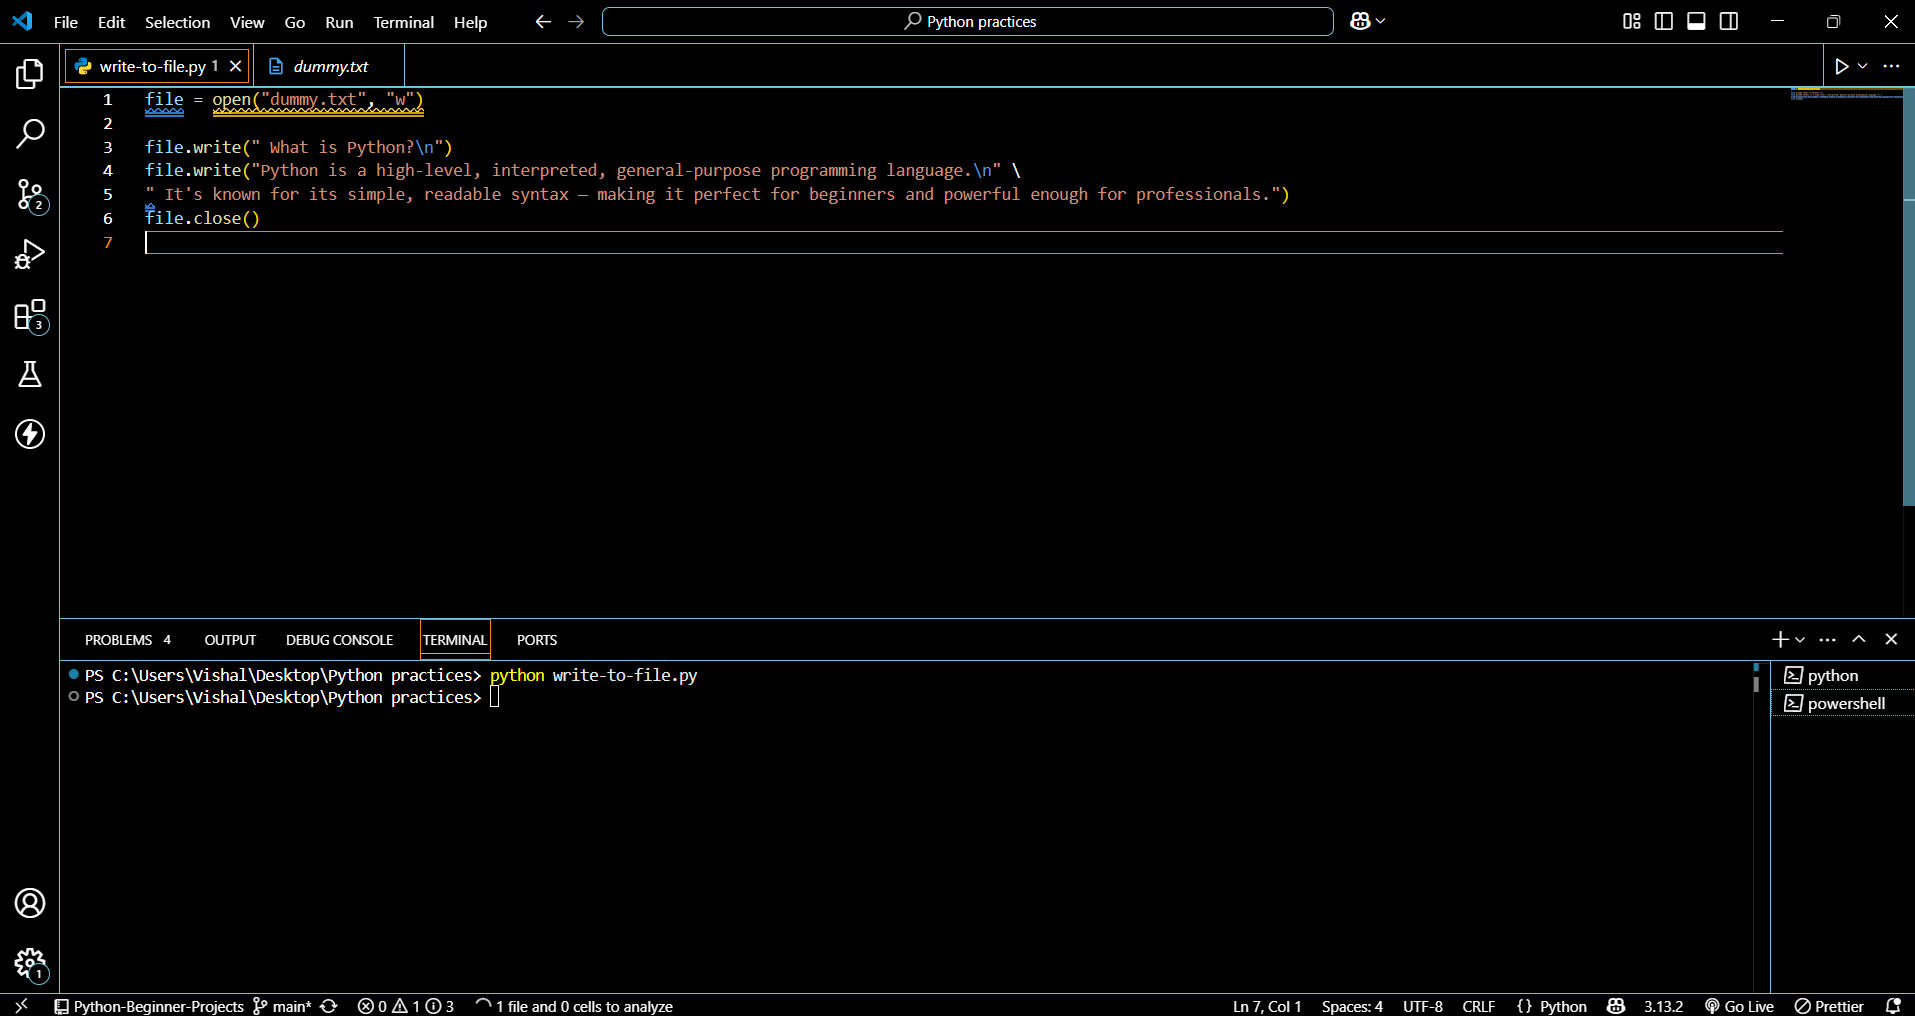 File Edit Selection View Go Run Terminal Help Python practices
write-to-file.py 1 dummy.txt
1 file = open("dummy.txt", "w")
2
3 file.write(" What is Python?\n")
4 file.write("Python is a high-level, interpreted, general-purpose programming language.\n" \
5 " It's known for its simple, readable syntax — making it perfect for beginners and powerful enough for professionals.")
6 file.close()
7
2
3
PROBLEMS 4 OUTPUT DEBUG CONSOLE TERMINAL PORTS
PS C:\Users\Vishal\Desktop\Python practices> python write-to-file.py
PS C:\Users\Vishal\Desktop\Python practices>
python
powershell
1
Python-Beginner-Projects main* 0 1 3 1 file and 0 cells to analyze Ln 7, Col 1 Spaces: 4 UTF-8 CRLF {} Python 3.13.2 Go Live Prettier